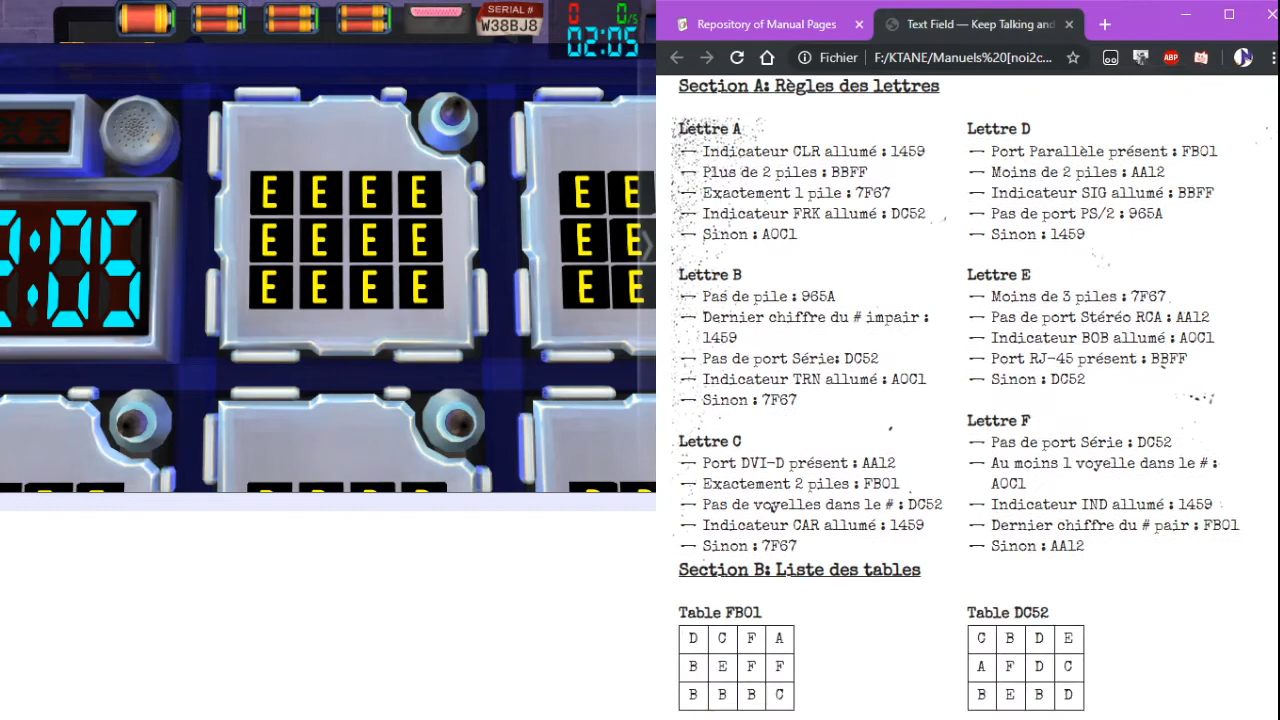 SERIAL #
W38BJ8
0 0/5
02:05
:05
E E E E
E E E E
E E E E
E E
E E
E E
Repository of Manual Pages
Text Field — Keep Talking and
Fichier
F:/KTANE/Manuels%20[noi2c...
ABP
Section A: Règles des lettres
Lettre A
— Indicateur CLR allumé : 1459
— Plus de 2 piles : BBFF
— Exactement 1 pile : 7F67
— Indicateur FRK allumé : DC52
— Sinon : A0C1
Lettre B
— Pas de pile : 965A
— Dernier chiffre du # impair :
1459
— Pas de port Série: DC52
— Indicateur TRN allumé : A0C1
— Sinon : 7F67
Lettre C
— Port DVI-D présent : AA12
— Exactement 2 piles : FB01
— Pas de voyelles dans le # : DC52
— Indicateur CAR allumé : 1459
— Sinon : 7F67
Lettre D
— Port Parallèle présent : FB01
— Moins de 2 piles : AA12
— Indicateur SIG allumé : BBFF
— Pas de port PS/2 : 965A
— Sinon : 1459
Lettre E
— Moins de 3 piles : 7F67
— Pas de port Stéréo RCA : AA12
— Indicateur BOB allumé : A0C1
— Port RJ-45 présent : BBFF
— Sinon : DC52
Lettre F
— Pas de port Série : DC52
— Au moins 1 voyelle dans le # :
A0C1
— Indicateur IND allumé : 1459
— Dernier chiffre du # pair : FB01
— Sinon : AA12
Section B: Liste des tables
Table FB01
D C F A
B E F F
B B B C
Table DC52
C B D E
A F D C
B E B D